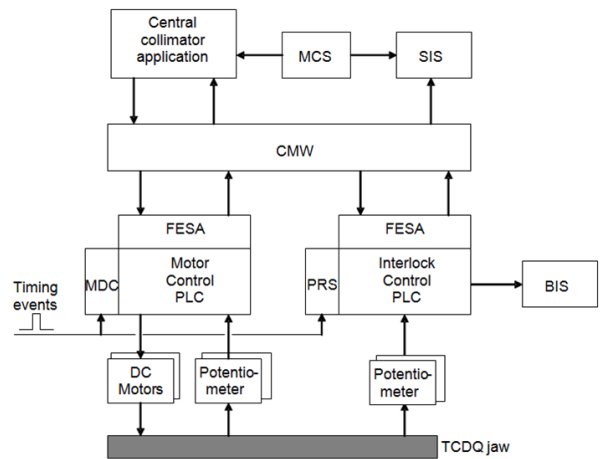 Central
collimator
application
MCS
SIS
CMW
FESA
FESA
MDC
Motor
Control
PLC
PRS
Interlock
Control
PLC
BIS
Timing
events
DC
Motors
Potentio-
meter
Potentio-
meter
TCDQ jaw